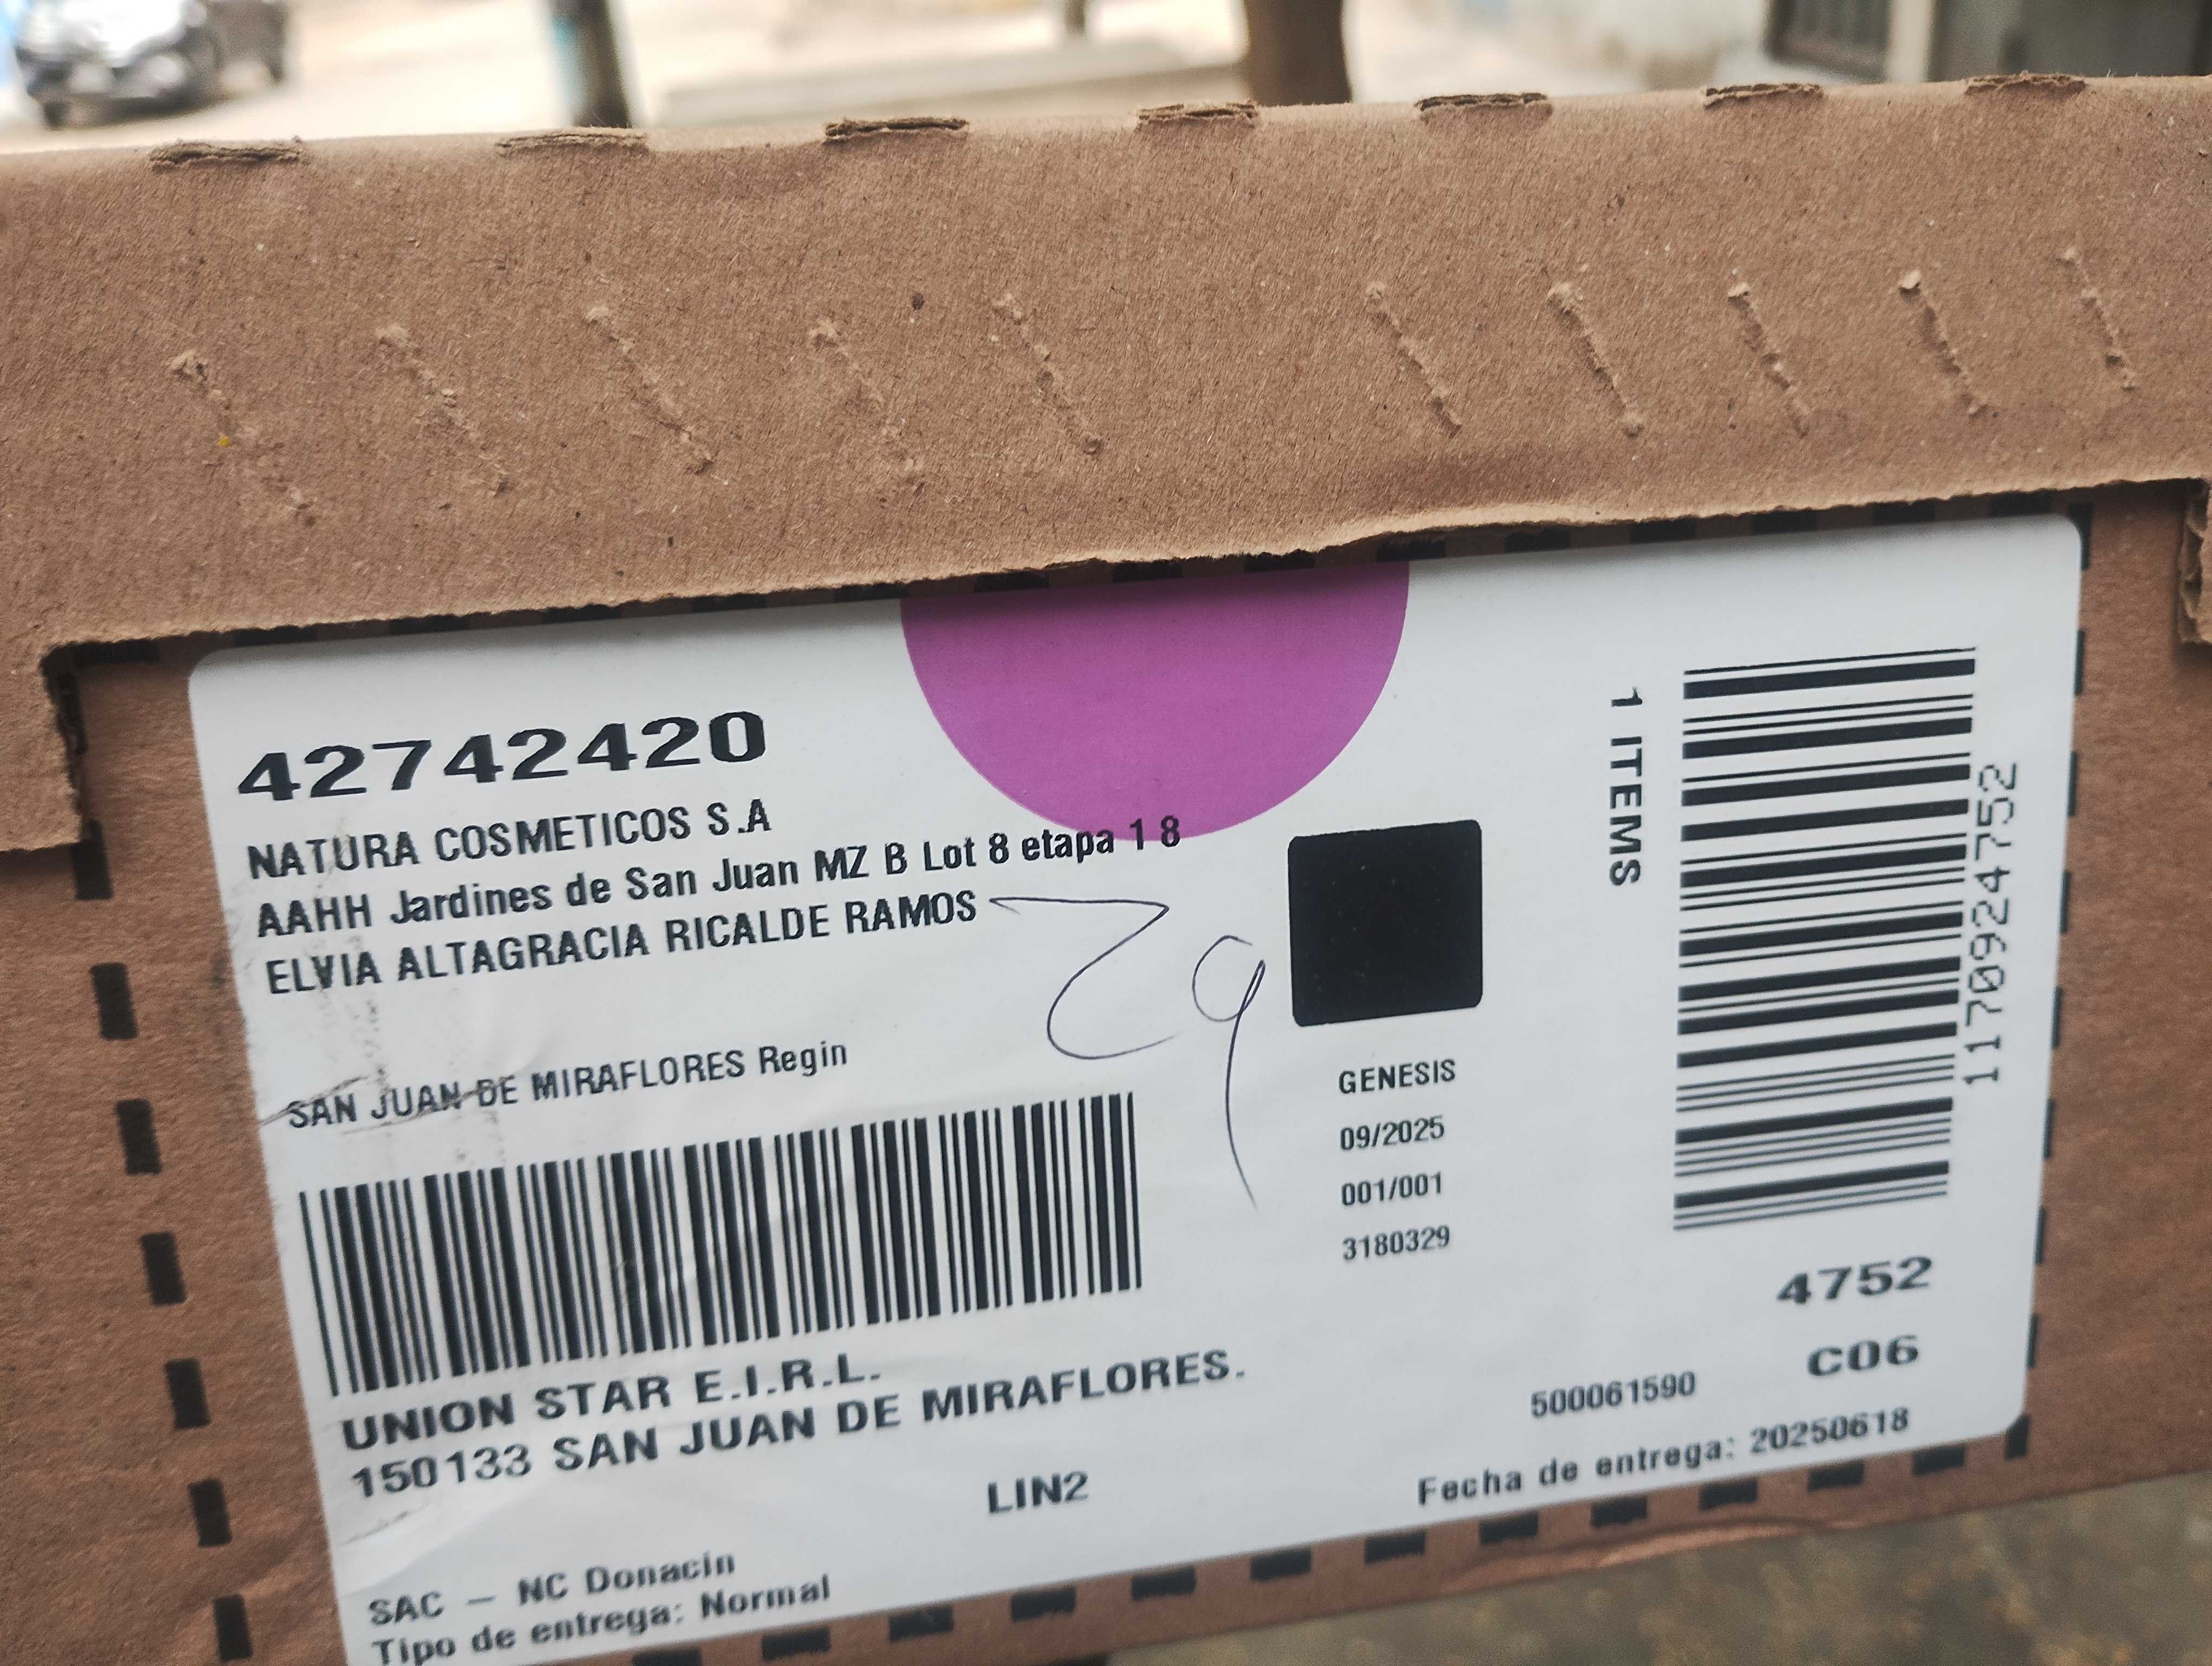 42742420
NATURA COSMETICOS S.A
AAHH Jardines de San Juan MZ B Lot 8 etapa 1 8
ELVIA ALTAGRACIA RICALDE RAMOS
29
SAN JUAN DE MIRAFLORES Regin
UNION STAR E.I.R.L.
150133 SAN JUAN DE MIRAFLORES.
LIN2
SAC – NC Donacin
Tipo de entrega: Normal
GENESIS
09/2025
001/001
3180329
1 ITEMS
1170924752
4752
C06
500061590
Fecha de entrega: 20250618